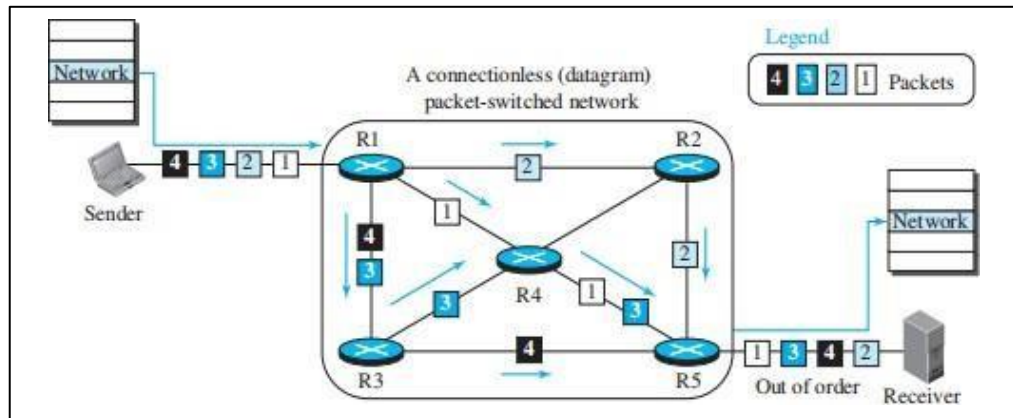 Legend
Network
4 3 2 1 Packets
A connectionless (datagram)
packet-switched network
R1
R2
4 3 2 1
2
Sender
1
4
3
Network
2
R4
1
3
3
4
1 3 4 2
R3
R5
Out of order
Receiver